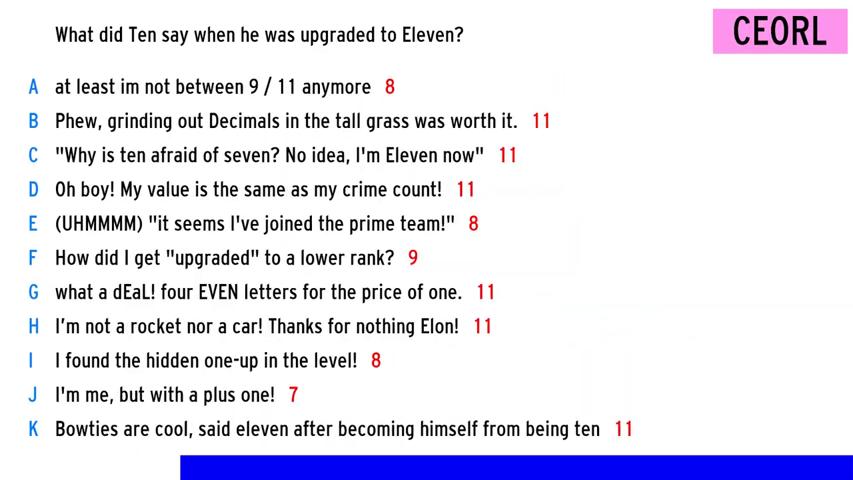 What did Ten say when he was upgraded to Eleven?
CEORL
A at least im not between 9 / 11 anymore 8
B Phew, grinding out Decimals in the tall grass was worth it. 11
C "Why is ten afraid of seven? No idea, I'm Eleven now" 11
D Oh boy! My value is the same as my crime count! 11
E (UHMMMM) "it seems I've joined the prime team!" 8
F How did I get "upgraded" to a lower rank? 9
G what a dEaL! four EVEN letters for the price of one. 11
H I'm not a rocket nor a car! Thanks for nothing Elon! 11
I I found the hidden one-up in the level! 8
J I'm me, but with a plus one! 7
K Bowties are cool, said eleven after becoming himself from being ten 11